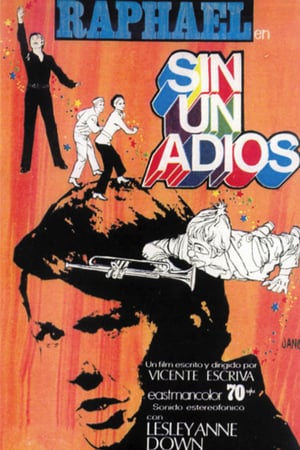 RAPHAEL en
SIN
UN
ADIOS
JANO
Un film escrito y dirigido por
VICENTE ESCRIVA
eastmancolor 70 m/m
Sonido estereofonico
con
LESLEY ANNE
DOWN